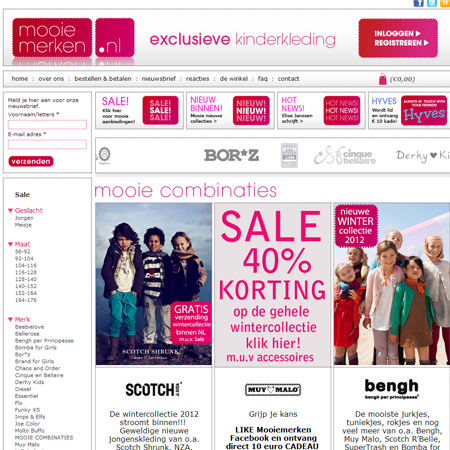 mooie
merken .nl
exclusieve kinderkleding
INLOGGEN >
REGISTREREN >
home : over ons : bestellen & betalen : nieuwsbrief : reacties : de winkel : faq : contact
(€0,00)
Meld je hier aan voor onze
nieuwsbrief.
Voornaam/letters *
E-mail adres *
verzenden
SALE!
Klik hier
voor mooie
aanbiedingen!
SALE!
SALE!
SALE!
NIEUW
BINNEN!
Mooie nieuwe
collecties >
NIEUW!
NIEUW!
NIEUW!
HOT
NEWS!
Elise Janssen
schrijft >
HOT NEWS!
HOT NEWS!
HOT NEWS!
HYVES
Wordt lid
en ontvang
€ 10 kado!
ALWAYS IN TOUCH WITH
YOUR FRIENDS!
Hyves
BOR*Z
cinque
bellaire
Derhy Ki
mooie combinaties
Sale
Geslacht
Jongen
Meisje
Maat
56-92
92-104
104-116
116-128
128-140
140-152
152-164
164-176
Merk
Beebielove
Bellerose
Bengh per Principesse
Bomba for Girls
Bor*z
Brand for Girls
Chaos and Order
Cinque en Bellaire
Derhy Kids
Diesel
Essentiel
Flo
Funky XS
Imps & Elfs
Joe Color
Molto Buffo
MOOIE COMBINATIES
Muy Malo
GRATIS
verzending
wintercollectie
binnen NL
m.u.v. Sale
SCOTCH SHRUNK
SALE
40%
KORTING
op de gehele
wintercollectie
klik hier!
m.u.v. accessoires
nieuwe
WINTER
collectie
2012
SCOTCH
De wintercollectie 2012
stroomt binnen!!!
Geweldige nieuwe
jongenskleding van o.a.
Scotch Shrunk, NZA,
MUY MALO
Grijp je kans
LIKE Mooiemerken
Facebook en ontvang
direct 10 euro CADEAU
bengh
bengh per principesse
De mooiste jurkjes,
tuniekjes, rokjes en nog
veel meer van o.a. Bengh,
Muy Malo, Scotch R'Belle,
SuperTrash en Bomba for